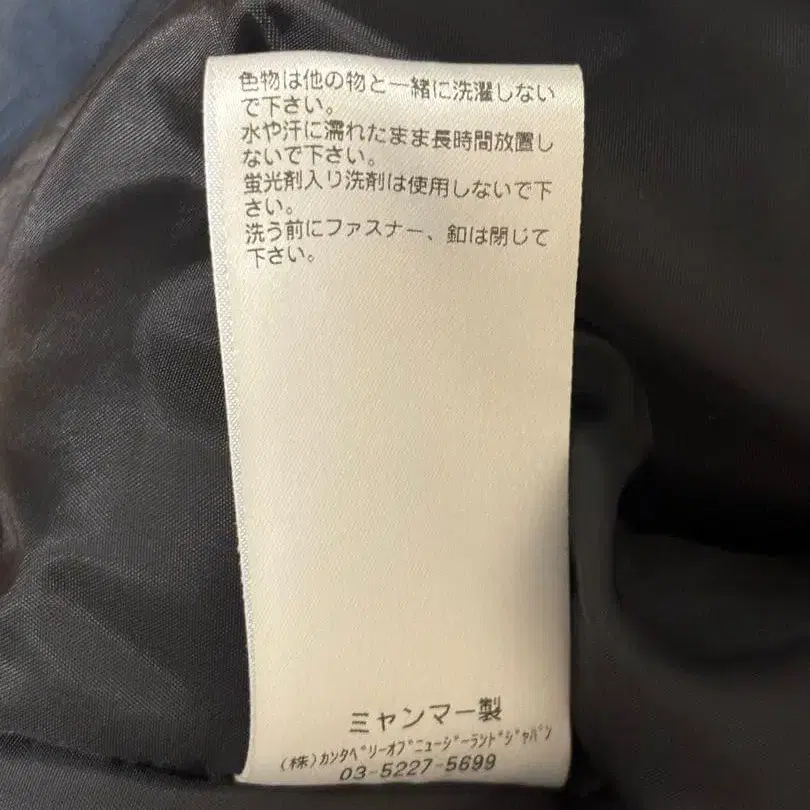 色物は他の物と一緒に洗濯しない
で下さい。
水や汗に濡れたまま長時間放置し
ないで下さい。
蛍光剤入り洗剤は使用しないで下
さい。
洗う前にファスナー、釦は閉じて
下さい。
ミャンマー製
(株)カンタベリーオブニュージーランドジャパン
03-5227-5699